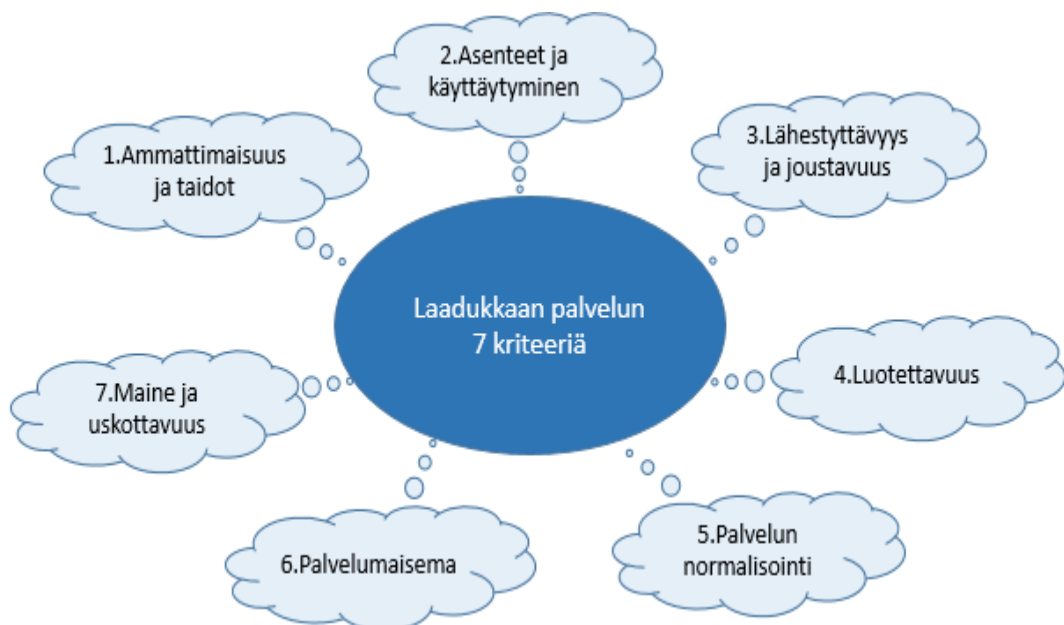 2.Asenteet ja
käyttäytyminen
1.Ammattimaisuus
ja taidot
3.Lähestyttävyys
ja joustavuus
Laadukkaan palvelun
7 kriteeriä
4.Luotettavuus
7.Maine ja
uskottavuus
5.Palvelun
normalisointi
6.Palvelumaisema